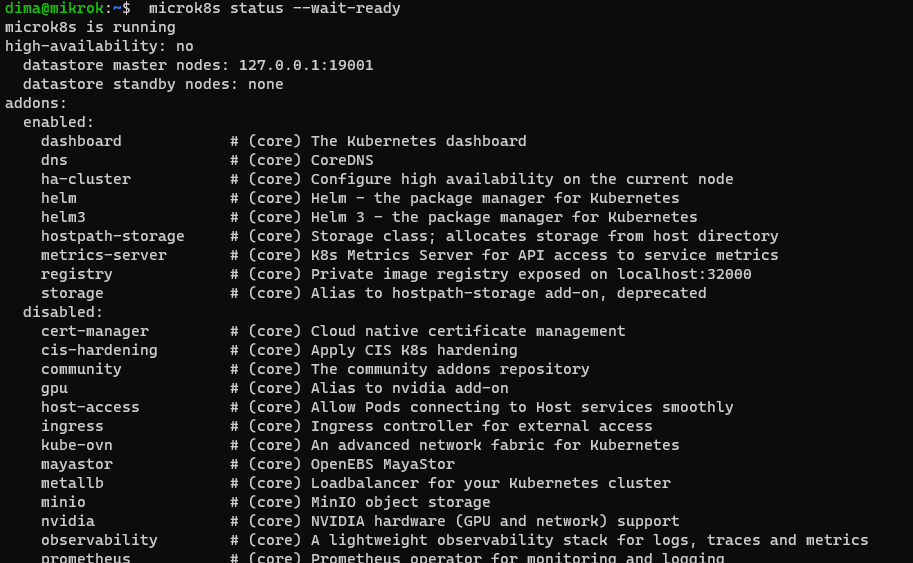 dima@mikrok:~$  microk8s status --wait-ready
microk8s is running
high-availability: no
  datastore master nodes: 127.0.0.1:19001
  datastore standby nodes: none
addons:
  enabled:
    dashboard            # (core) The Kubernetes dashboard
    dns                  # (core) CoreDNS
    ha-cluster           # (core) Configure high availability on the current node
    helm                 # (core) Helm - the package manager for Kubernetes
    helm3                # (core) Helm 3 - the package manager for Kubernetes
    hostpath-storage     # (core) Storage class; allocates storage from host directory
    metrics-server       # (core) K8s Metrics Server for API access to service metrics
    registry             # (core) Private image registry exposed on localhost:32000
    storage              # (core) Alias to hostpath-storage add-on, deprecated
  disabled:
    cert-manager         # (core) Cloud native certificate management
    cis-hardening        # (core) Apply CIS K8s hardening
    community            # (core) The community addons repository
    gpu                  # (core) Alias to nvidia add-on
    host-access          # (core) Allow Pods connecting to Host services smoothly
    ingress              # (core) Ingress controller for external access
    kube-ovn             # (core) An advanced network fabric for Kubernetes
    mayastor             # (core) OpenEBS MayaStor
    metallb              # (core) Loadbalancer for your Kubernetes cluster
    minio                # (core) MinIO object storage
    nvidia               # (core) NVIDIA hardware (GPU and network) support
    observability        # (core) A lightweight observability stack for logs, traces and metrics
    prometheus           # (core) Prometheus operator for monitoring and logging